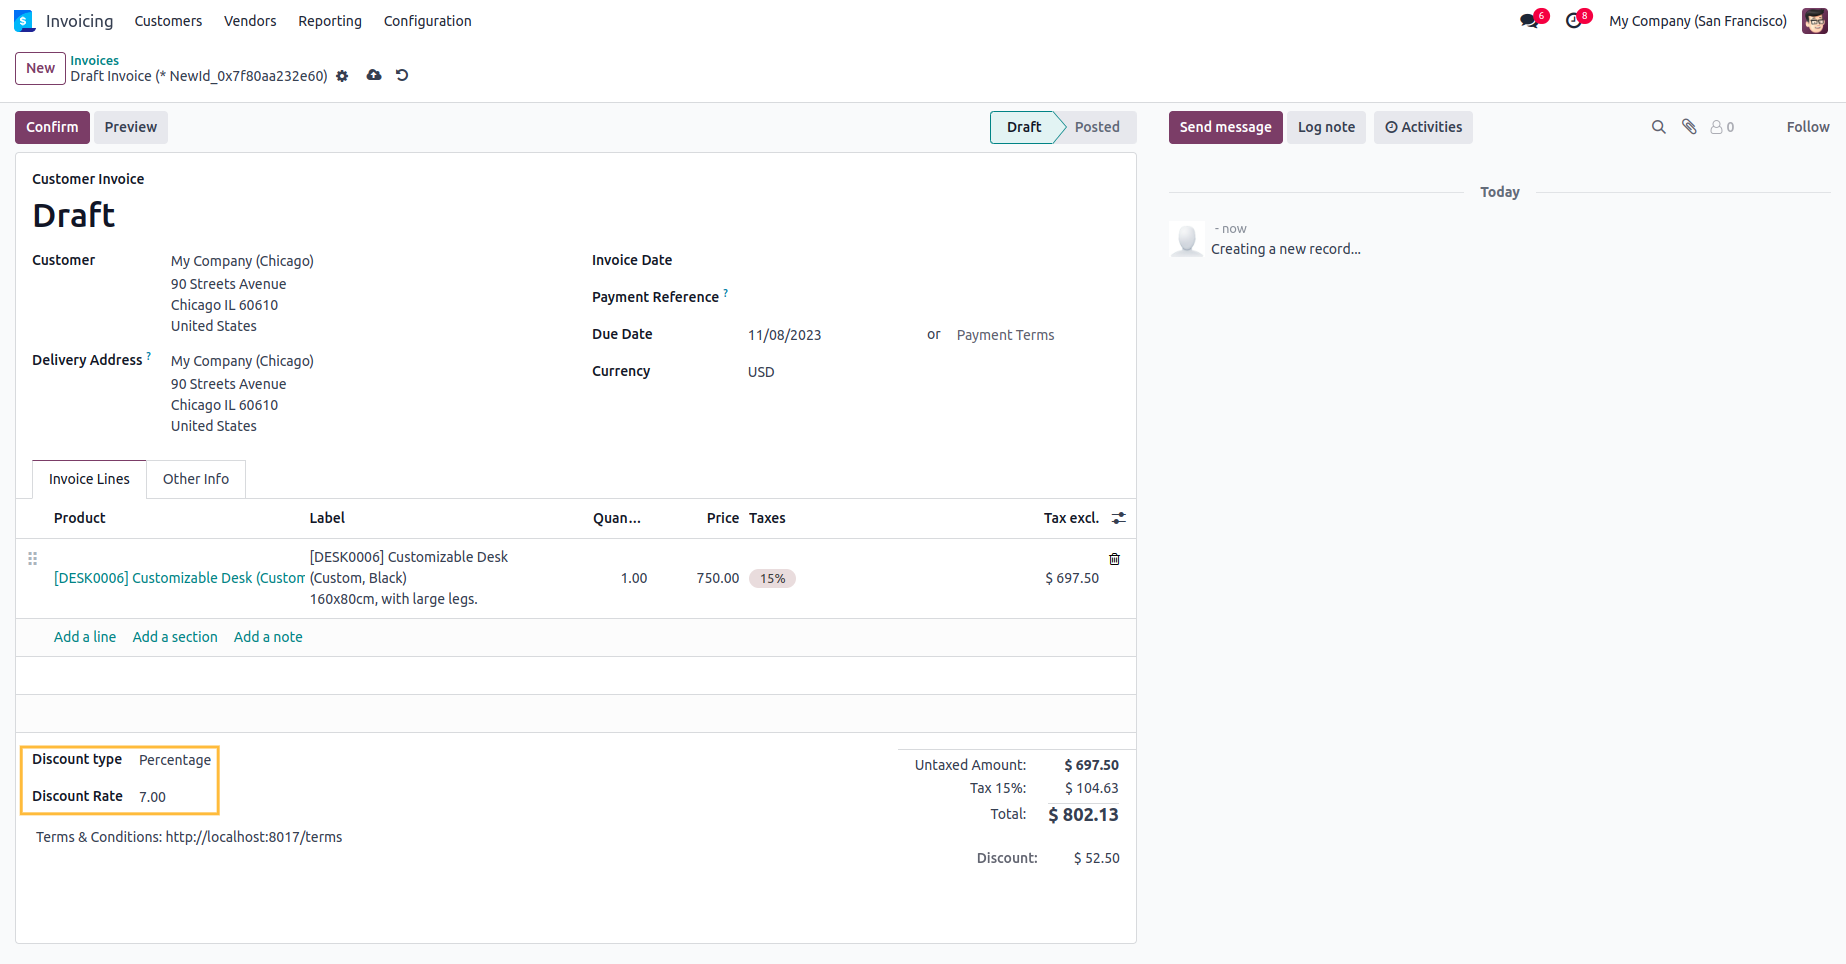 Invoicing Customers Vendors Reporting Configuration 6 8 My Company (San Francisco)
New
Invoices
Draft Invoice (* NewId_0x7f80aa232e60)
Confirm Preview Draft Posted
Send message Log note Activities 0 Follow
Customer Invoice
Draft
Customer My Company (Chicago)
90 Streets Avenue
Chicago IL 60610
United States
Delivery Address ? My Company (Chicago)
90 Streets Avenue
Chicago IL 60610
United States
Invoice Date
Payment Reference ?
Due Date 11/08/2023 or Payment Terms
Currency USD
Today
- now
Creating a new record...
Invoice Lines Other Info
Product Label Quan... Price Taxes Tax excl.
[DESK0006] Customizable Desk (Custom
[DESK0006] Customizable Desk
(Custom, Black)
160x80cm, with large legs.
1.00 750.00 15% $ 697.50
Add a line Add a section Add a note
Discount type Percentage
Discount Rate 7.00
Terms & Conditions: http://localhost:8017/terms
Untaxed Amount: $ 697.50
Tax 15%: $ 104.63
Total: $ 802.13
Discount: $ 52.50